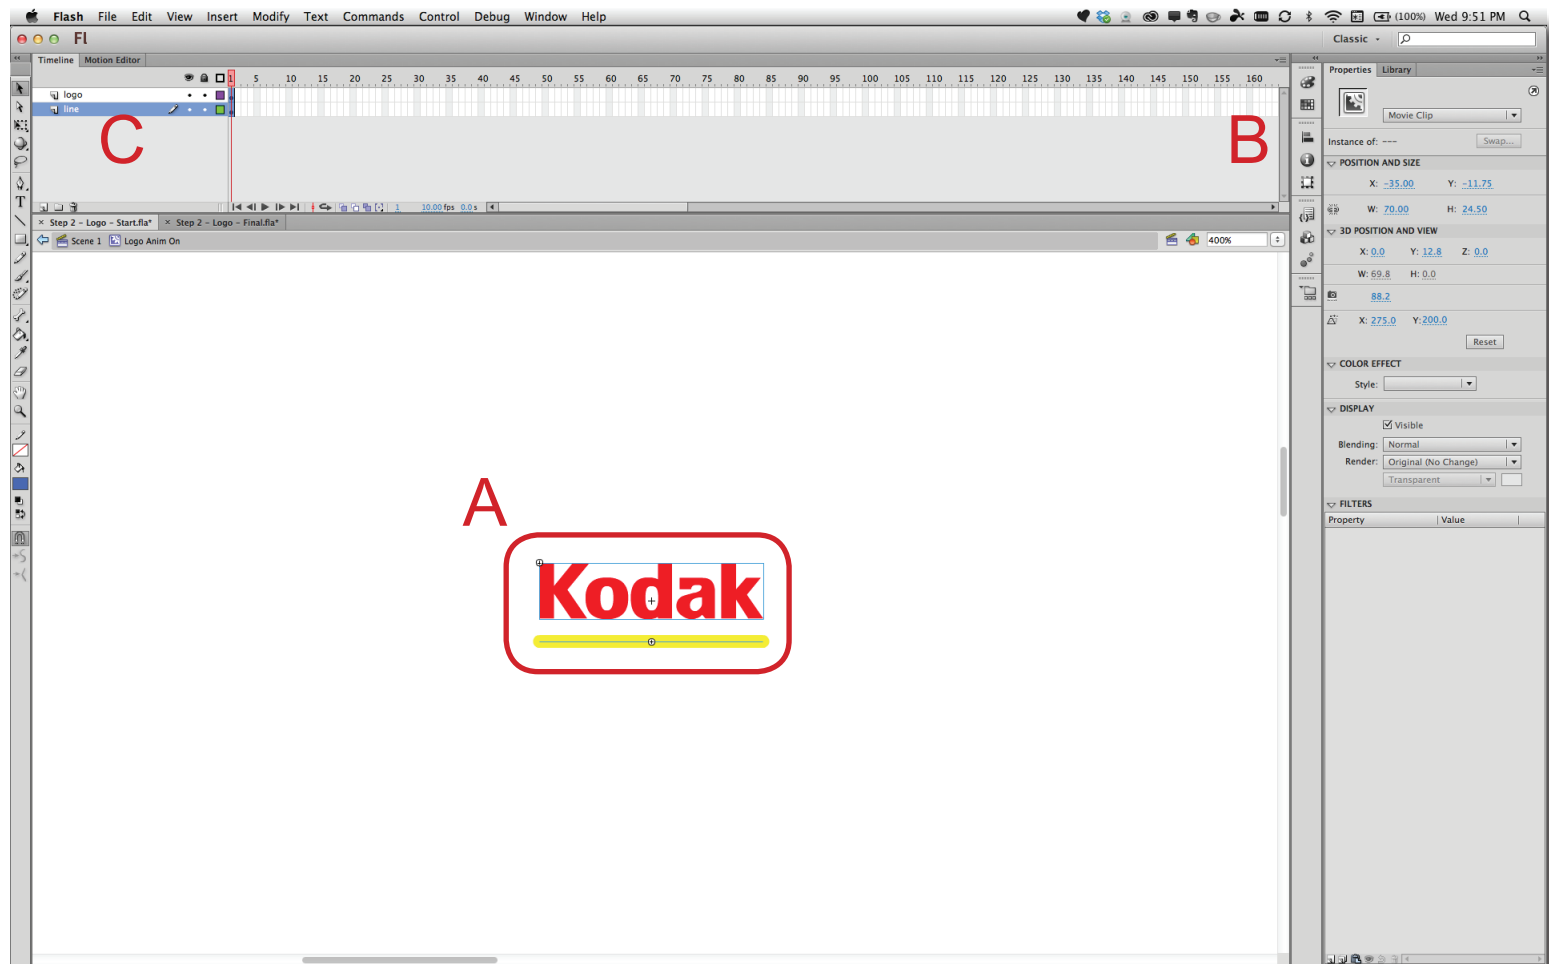 Flash File Edit View Insert Modify Text Commands Control Debug Window Help (100%) Wed 9:51 PM
Fl Classic
Timeline Motion Editor
1 5 10 15 20 25 30 35 40 45 50 55 60 65 70 75 80 85 90 95 100 105 110 115 120 125 130 135 140 145 150 155 160
logo
line
C
B
1 10.00 fps 0.0 s
× Step 2 - Logo - Start.fla* × Step 2 - Logo - Final.fla*
Scene 1 Logo Anim On 400%
T
A
Kodak
Properties Library
Movie Clip
Instance of: --- Swap...
POSITION AND SIZE
X: -35.00 Y: -11.75
W: 70.00 H: 24.50
3D POSITION AND VIEW
X: 0.0 Y: 12.8 Z: 0.0
W: 69.8 H: 0.0
88.2
X: 275.0 Y: 200.0
Reset
COLOR EFFECT
Style:
DISPLAY
Visible
Blending: Normal
Render: Original (No Change)
Transparent
FILTERS
Property Value